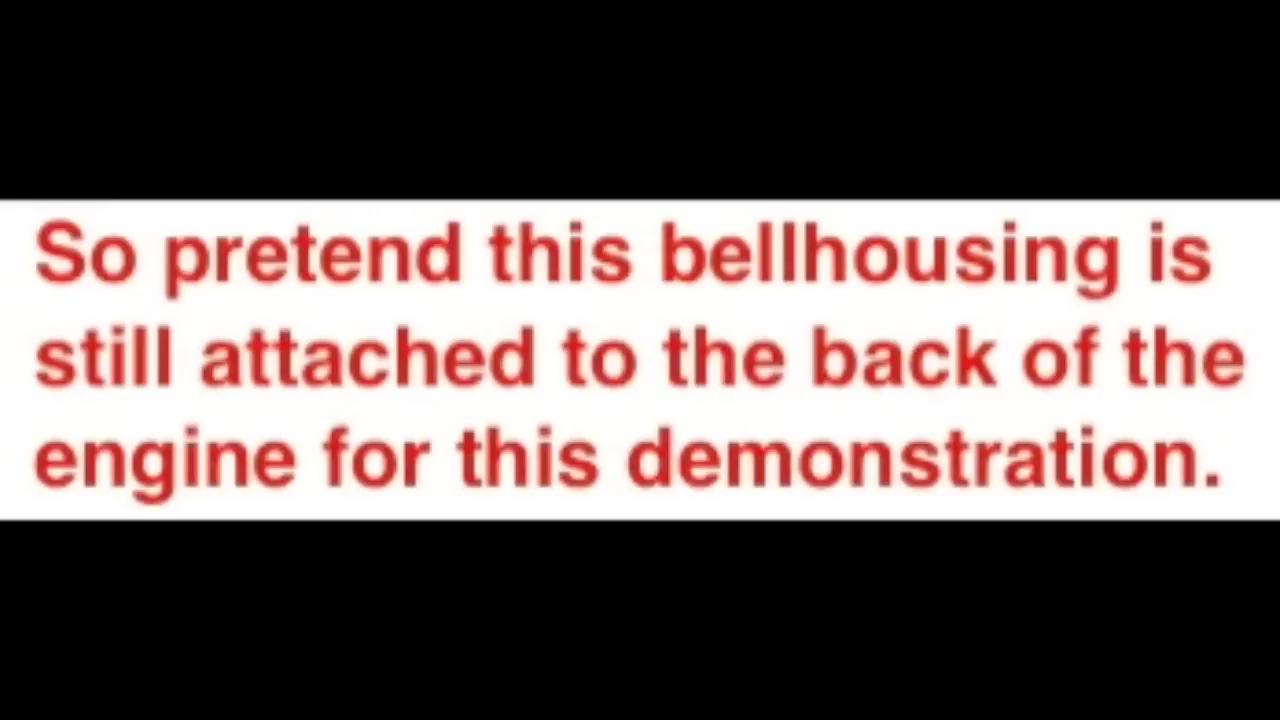 So pretend this bellhousing is
still attached to the back of the
engine for this demonstration.